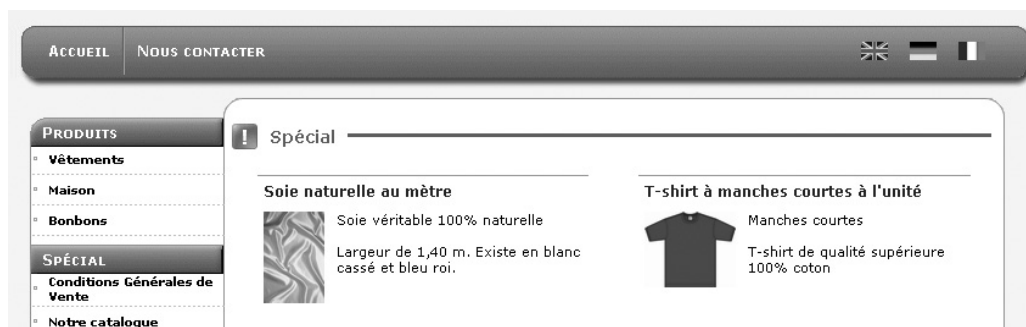 Accueil
Nous contacter
Produits
Vêtements
Maison
Bonbons
Spécial
Conditions Générales de
Vente
Notre catalogue
! Spécial
Soie naturelle au mètre
Soie véritable 100% naturelle
Largeur de 1,40 m. Existe en blanc
cassé et bleu roi.
T-shirt à manches courtes à l'unité
Manches courtes
T-shirt de qualité supérieure
100% coton